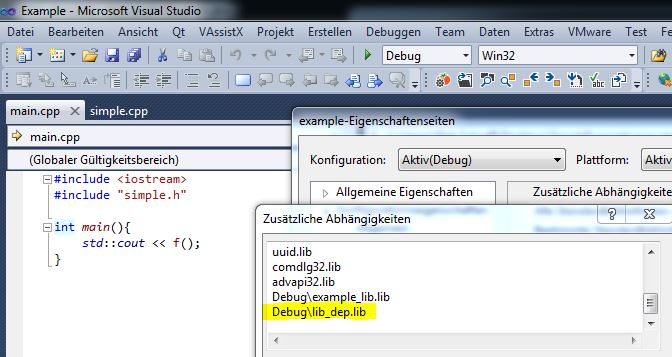 Example - Microsoft Visual Studio
Datei Bearbeiten Ansicht Qt VAssistX Projekt Erstellen Debuggen Team Daten Extras VMware Test
Debug Win32
main.cpp simple.cpp
main.cpp
(Globaler Gültigkeitsbereich)
#include <iostream>
#include "simple.h"
int main(){
std::cout << f();
}
example-Eigenschaftenseiten
Konfiguration: Aktiv(Debug) Plattform: Aktiv
Allgemeine Eigenschaften Zusätzliche Abhängigkeiten
Zusätzliche Abhängigkeiten
uuid.lib
comdlg32.lib
advapi32.lib
Debug\example_lib.lib
Debug\lib_dep.lib